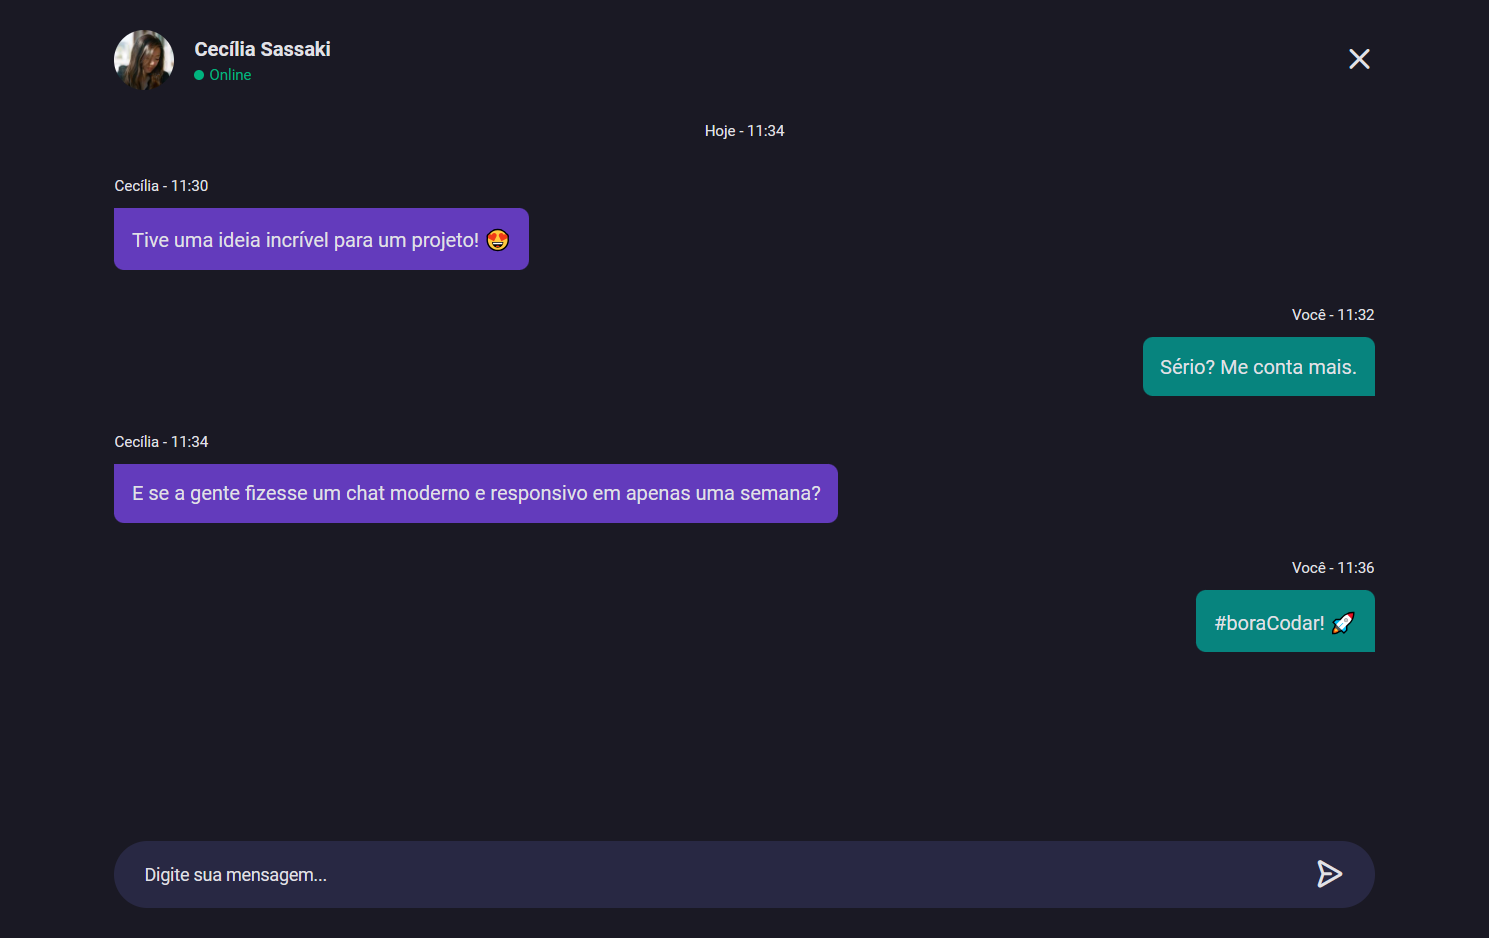 Cecília Sassaki
Online
Hoje - 11:34
Cecília - 11:30
Tive uma ideia incrível para um projeto! 😍
Você - 11:32
Sério? Me conta mais.
Cecília - 11:34
E se a gente fizesse um chat moderno e responsivo em apenas uma semana?
Você - 11:36
#boraCodar! 🚀
Digite sua mensagem...